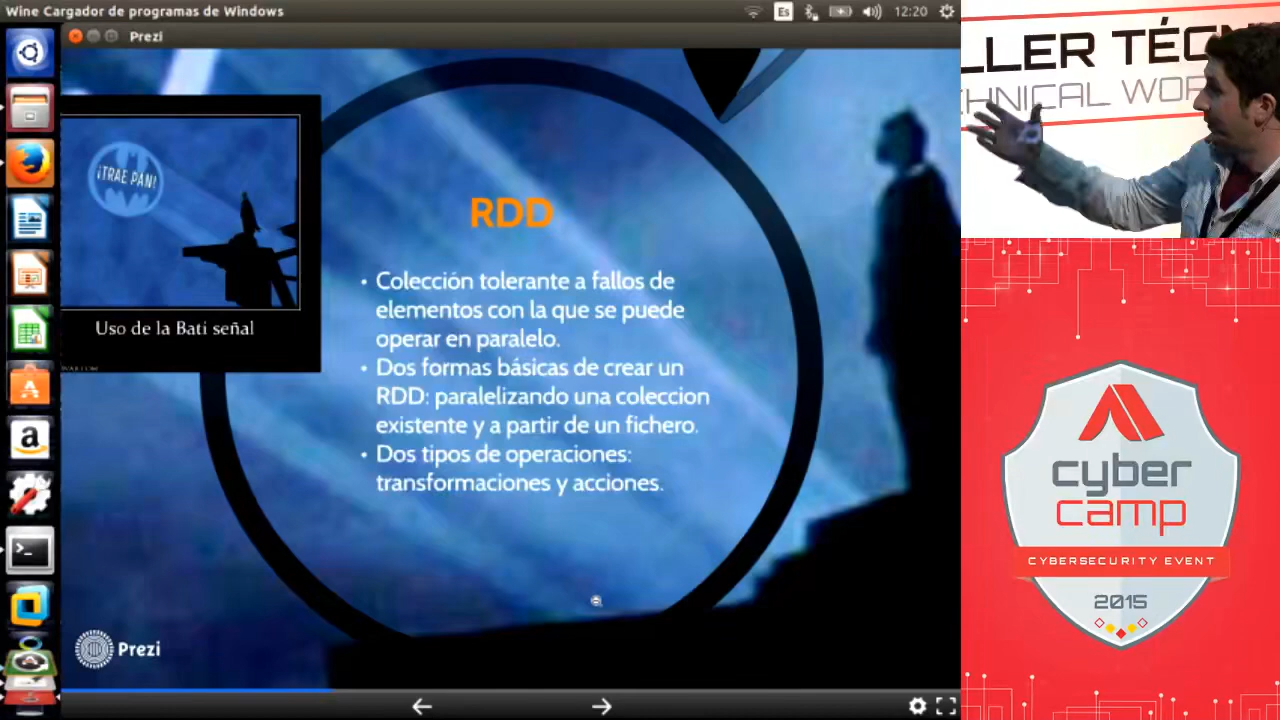 Wine Cargador de programas de Windows
Es
12:20
Prezi
¡TRAE PAN!
Uso de la Bati señal
RDD
• Colección tolerante a fallos de
elementos con la que se puede
operar en paralelo.
• Dos formas básicas de crear un
RDD: paralelizando una coleccion
existente y a partir de un fichero.
• Dos tipos de operaciones:
transformaciones y acciones.
Prezi
LLER TÉCN
CHNICAL WOR
cyber
camp
CYBERSECURITY EVENT
2015